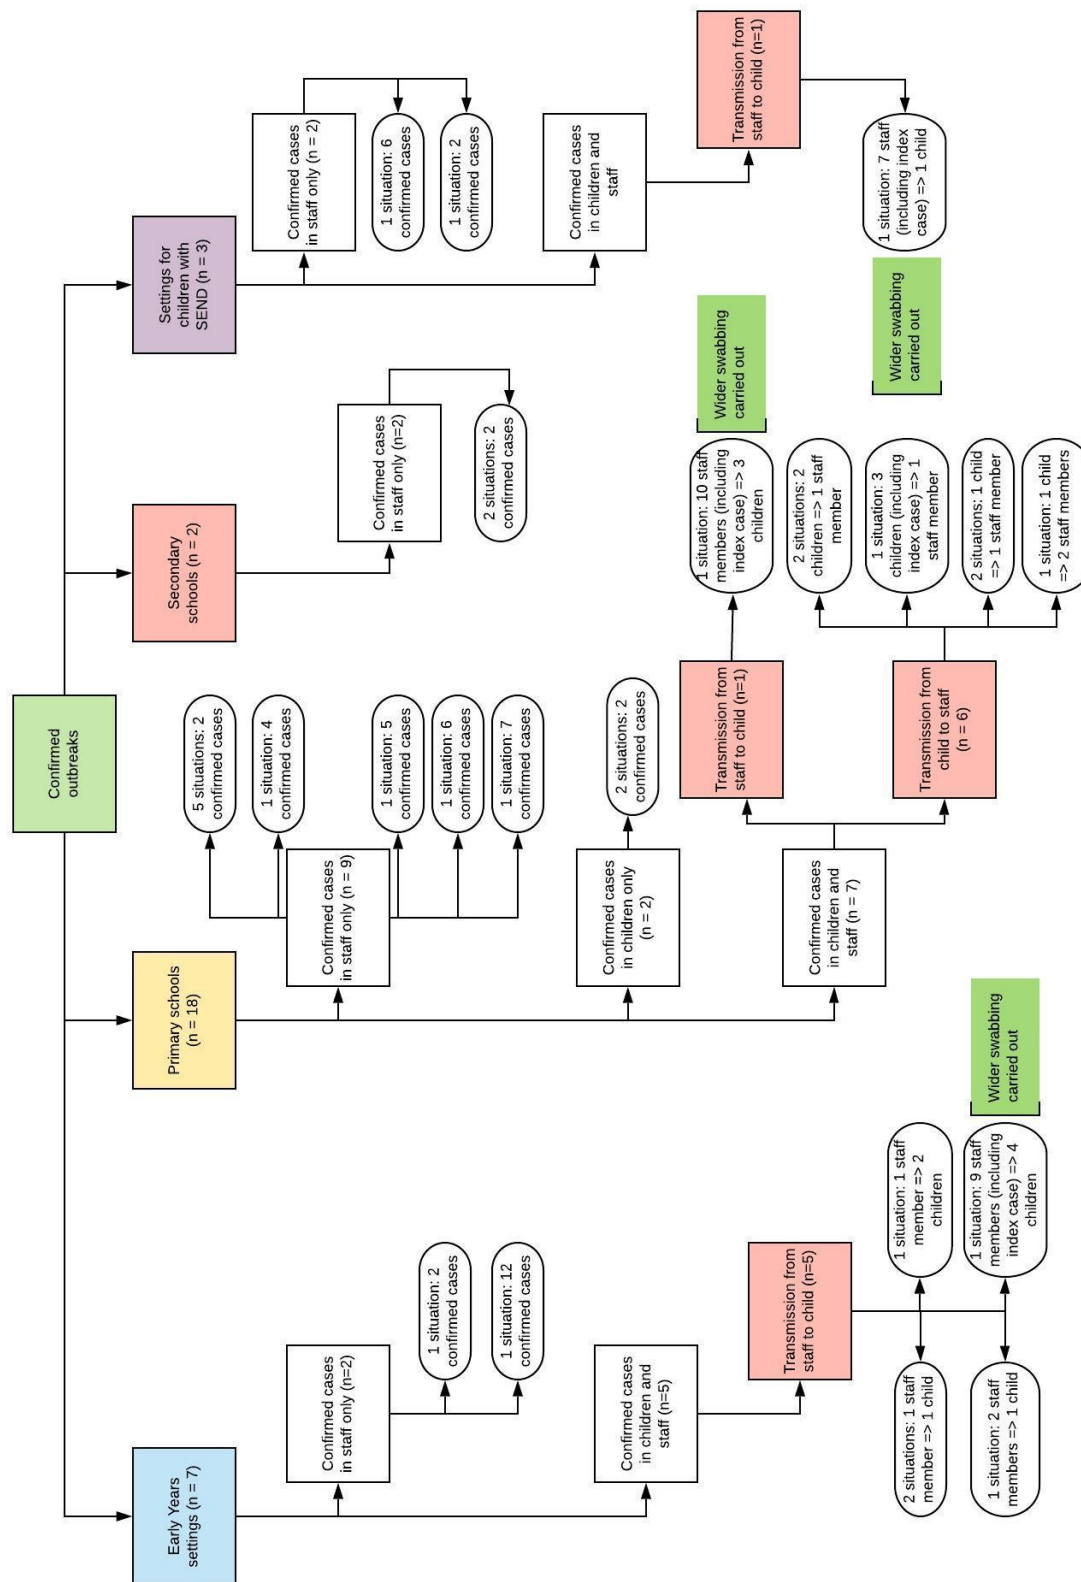 Confirmed
outbreaks
Early Years
settings (n = 7)
Confirmed cases
in staff only (n=2)
1 situation: 2
confirmed cases
1 situation: 12
confirmed cases
Confirmed cases
in children and
staff (n=5)
Transmission from
staff to child (n=5)
2 situations: 1 staff
member => 1 child
1 situation: 1 staff
member => 2
children
1 situation: 2 staff
members => 1 child
1 situation: 9 staff
members (including
index case) => 4
children
Wider swabbing
carried out
Primary schools
(n = 18)
5 situations: 2
confirmed cases
1 situation: 4
confirmed cases
Confirmed cases
in staff only (n = 9)
1 situation: 5
confirmed cases
1 situation: 6
confirmed cases
1 situation: 7
confirmed cases
Confirmed cases
in children only
(n = 2)
2 situations: 2
confirmed cases
Confirmed cases
in children and
staff (n = 7)
Transmission from
staff to child (n=1)
1 situation: 10 staff
members (including
index case) => 3
children
Wider swabbing
carried out
Transmission from
child to staff
(n = 6)
2 situations: 2
children => 1 staff
member
1 situation: 3
children (including
index case) => 1
staff member
2 situations: 1 child
=> 1 staff member
1 situation: 1 child
=> 2 staff members
Secondary
schools (n = 2)
Confirmed cases
in staff only (n=2)
2 situations: 2
confirmed cases
Settings for
children with
SEND (n = 3)
Confirmed cases
in staff only (n = 2)
1 situation: 6
confirmed cases
1 situation: 2
confirmed cases
Confirmed cases
in children and
staff
Transmission from
staff to child (n=1)
1 situation: 7 staff
(including index
case) => 1 child
Wider swabbing
carried out